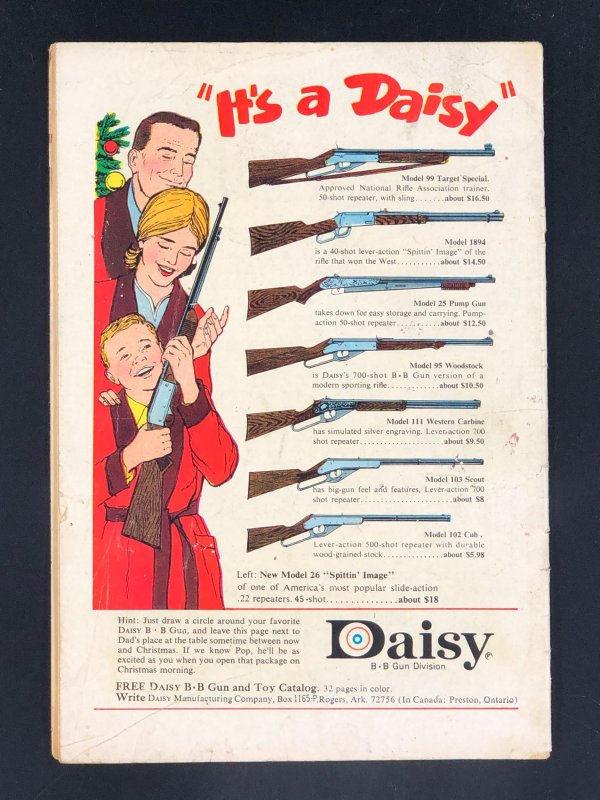 "It's a Daisy"
Model 99 Target Special.
Approved National Rifle Association trainer.
50-shot repeater, with sling.......about $16.50
Model 1894
is a 40-shot lever-action "Spittin' Image" of the
rifle that won the West..........about $14.50
Model 25 Pump Gun
takes down for easy storage and carrying. Pump-
action 50-shot repeater..........about $12.50
Model 95 Woodstock
is DAISY'S 700-shot B•B Gun version of a
modern sporting rifle............about $10.50
Model 111 Western Carbine
has simulated silver engraving. Lever-action 700
shot repeater....................about $9.50
Model 103 Scout
has big-gun feel and features, Lever-action 700
shot repeater......................about $8
Model 102 Cub.
Lever-action 500-shot repeater with durable
wood-grained stock...............about $5.98
Left: New Model 26 "Spittin' Image"
of one of America's most popular slide-action
.22 repeaters. 45-shot...............about $18
Hint: Just draw a circle around your favorite
DAISY B•B Gun, and leave this page next to
Dad's place at the table sometime between now
and Christmas. If we know Pop, he'll be as
excited as you when you open that package on
Christmas morning.
Daisy®
B•B Gun Division
FREE DAISY B•B Gun and Toy Catalog. 32 pages in color.
Write DAISY Manufacturing Company, Box 1165-P, Rogers, Ark. 72756 (In Canada: Preston, Ontario)